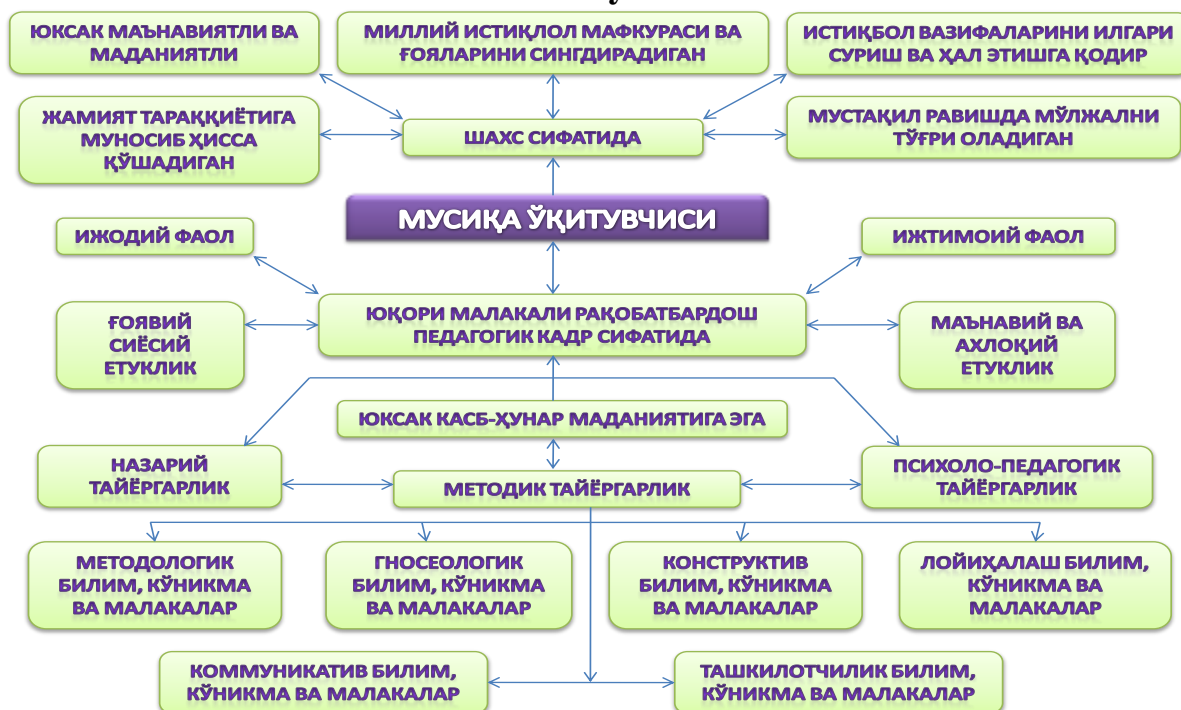 ЮКСАК МАЪНАВИЯТЛИ ВА
МАДАНИЯТЛИ
МИЛЛИЙ ИСТИҚЛОЛ МАФКУРАСИ ВА
ҒОЯЛАРИНИ СИНГДИРАДИГАН
ИСТИҚБОЛ ВАЗИФАЛАРИНИ ИЛГАРИ
СУРИШ ВА ҲАЛ ЭТИШГА ҚОДИР
ЖАМИЯТ ТАРАҚҚИЁТИГА
МУНОСИБ ҲИССА
ҚЎШАДИГАН
ШАХС СИФАТИДА
МУСТАҚИЛ РАВИШДА МЎЛЖАЛНИ
ТЎҒРИ ОЛАДИГАН
МУСИҚА ЎҚИТУВЧИСИ
ИЖОДИЙ ФАОЛ
ИЖТИМОИЙ ФАОЛ
ЮҚОРИ МАЛАКАЛИ РАҚОБАТБАРДОШ
ПЕДАГОГИК КАДР СИФАТИДА
ҒОЯВИЙ
СИЁСИЙ
ЕТУКЛИК
МАЪНАВИЙ ВА
АХЛОҚИЙ
ЕТУКЛИК
ЮКСАК КАСБ-ҲУНАР МАДАНИЯТИГА ЭГА
НАЗАРИЙ
ТАЙЁРГАРЛИК
МЕТОДИК ТАЙЁРГАРЛИК
ПСИХОЛО-ПЕДАГОГИК
ТАЙЁРГАРЛИК
МЕТОДОЛОГИК
БИЛИМ, КЎНИКМА
ВА МАЛАКАЛАР
ГНОСЕОЛОГИК
БИЛИМ, КЎНИКМА
ВА МАЛАКАЛАР
КОНСТРУКТИВ
БИЛИМ, КЎНИКМА
ВА МАЛАКАЛАР
ЛОЙИҲАЛАШ БИЛИМ,
КЎНИКМА ВА
МАЛАКАЛАР
КОММУНИКАТИВ БИЛИМ,
КЎНИКМА ВА МАЛАКАЛАР
ТАШКИЛОТЧИЛИК БИЛИМ,
КЎНИКМА ВА МАЛАКАЛАР